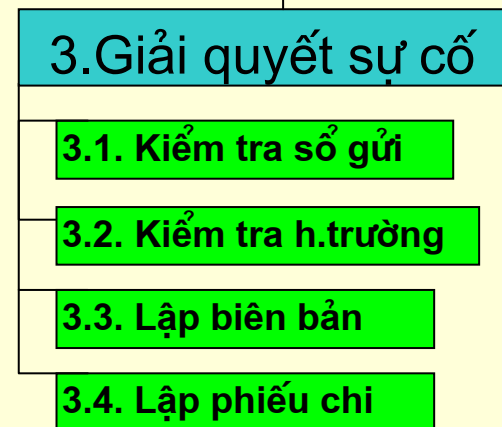 3.Giải quyết sự cố
3.1. Kiểm tra sổ gửi
3.2. Kiểm tra h.trường
3.3. Lập biên bản
3.4. Lập phiếu chi